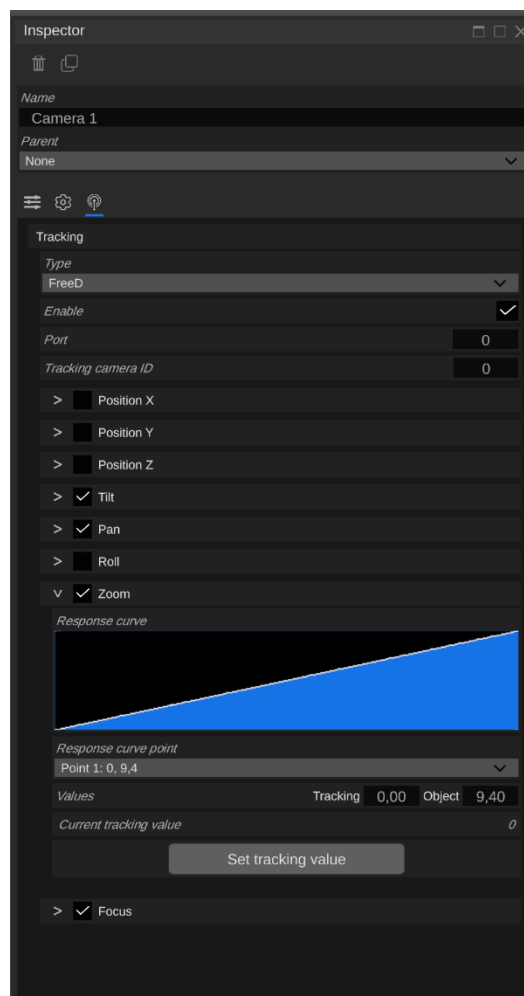 Inspector
Name
Camera 1
Parent
None
Tracking
Type
FreeD
Enable
Port 0
Tracking camera ID 0
> Position X
> Position Y
> Position Z
> Tilt
> Pan
> Roll
v Zoom
Response curve
Response curve point
Point 1: 0, 9,4
Values Tracking 0,00 Object 9,40
Current tracking value 0
Set tracking value
> Focus